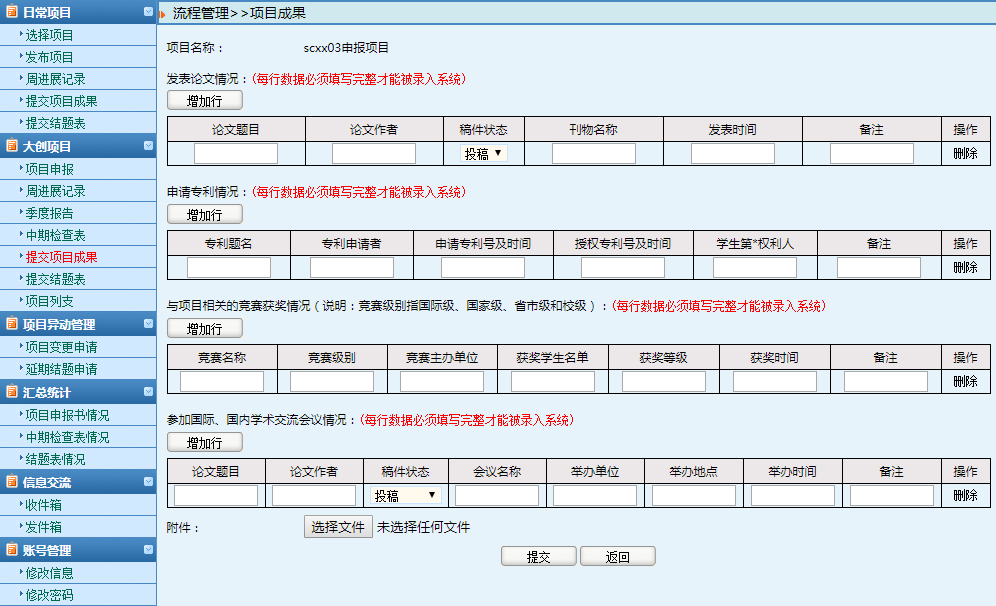 日常项目
选择项目
发布项目
周进展记录
提交项目成果
提交结题表
大创项目
项目申报
周进展记录
季度报告
中期检查表
提交项目成果
提交结题表
项目列支
项目异动管理
项目变更申请
延期结题申请
汇总统计
项目申报书情况
中期检查表情况
结题表情况
信息交流
收件箱
发件箱
账号管理
修改信息
修改密码
流程管理>>项目成果
项目名称： scxx03申报项目
发表论文情况：(每行数据必须填写完整才能被录入系统)
增加行
论文题目 论文作者 稿件状态 刊物名称 发表时间 备注 操作
投稿 删除
申请专利情况：(每行数据必须填写完整才能被录入系统)
增加行
专利题名 专利申请者 申请专利号及时间 授权专利号及时间 学生第*权利人 备注 操作
删除
与项目相关的竞赛获奖情况（说明：竞赛级别指国际级、国家级、省市级和校级）：(每行数据必须填写完整才能被录入系统)
增加行
竞赛名称 竞赛级别 竞赛主办单位 获奖学生名单 获奖等级 获奖时间 备注 操作
删除
参加国际、国内学术交流会议情况：(每行数据必须填写完整才能被录入系统)
增加行
论文题目 论文作者 稿件状态 会议名称 举办单位 举办地点 举办时间 备注 操作
投稿 删除
附件： 选择文件 未选择任何文件
提交 返回